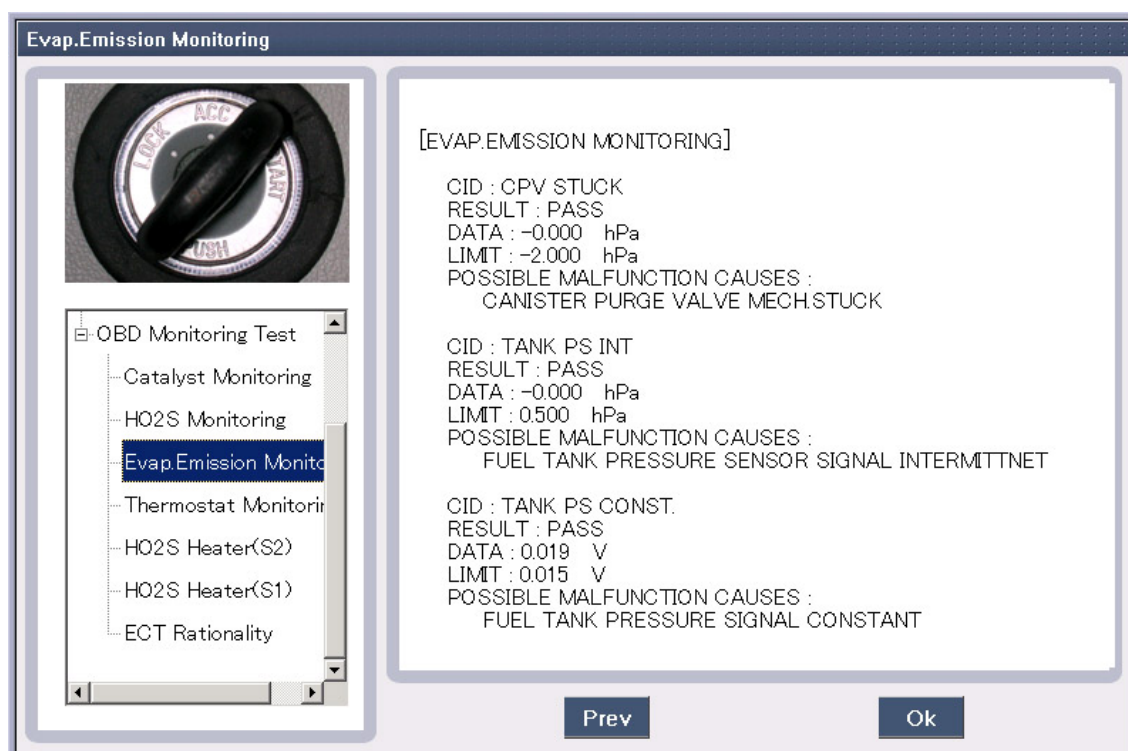 Evap.Emission Monitoring
LOCK
ACC
START
PUSH
OBD Monitoring Test
Catalyst Monitoring
HO2S Monitoring
Evap.Emission Monito
Thermostat Monitorin
HO2S Heater(S2)
HO2S Heater(S1)
ECT Rationality
[EVAP.EMISSION MONITORING]
CID : CPV STUCK
RESULT : PASS
DATA : -0.000 hPa
LIMIT : -2.000 hPa
POSSIBLE MALFUNCTION CAUSES :
CANISTER PURGE VALVE MECH.STUCK
CID : TANK PS INT
RESULT : PASS
DATA : -0.000 hPa
LIMIT : 0.500 hPa
POSSIBLE MALFUNCTION CAUSES :
FUEL TANK PRESSURE SENSOR SIGNAL INTERMITTNET
CID : TANK PS CONST.
RESULT : PASS
DATA : 0.019 V
LIMIT : 0.015 V
POSSIBLE MALFUNCTION CAUSES :
FUEL TANK PRESSURE SIGNAL CONSTANT
Prev
Ok